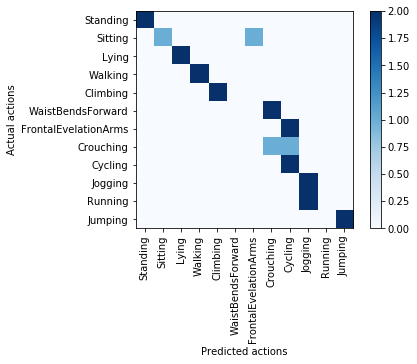 Actual actions
Standing
Sitting
Lying
Walking
Climbing
WaistBendsForward
FrontalEvelationArms
Crouching
Cycling
Jogging
Running
Jumping
Standing
Sitting
Lying
Walking
Climbing
WaistBendsForward
FrontalEvelationArms
Crouching
Cycling
Jogging
Running
Jumping
Predicted actions
2.00
1.75
1.50
1.25
1.00
0.75
0.50
0.25
0.00